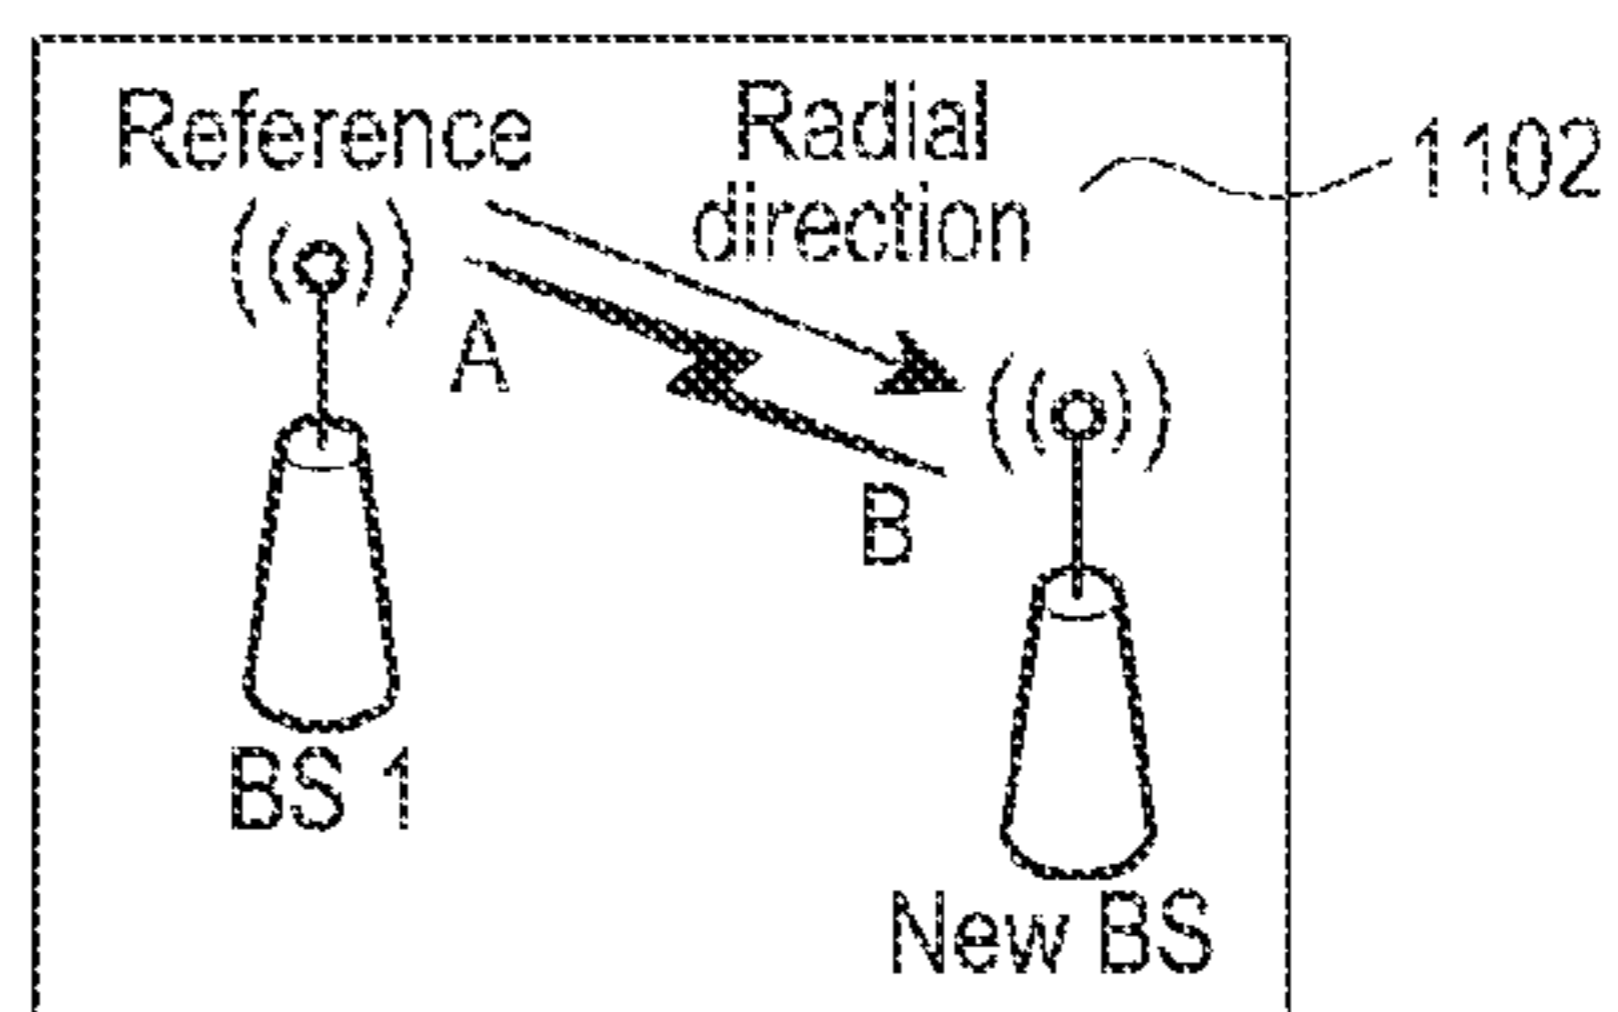 Reference
Radial
direction
1102
A
B
BS 1
New BS